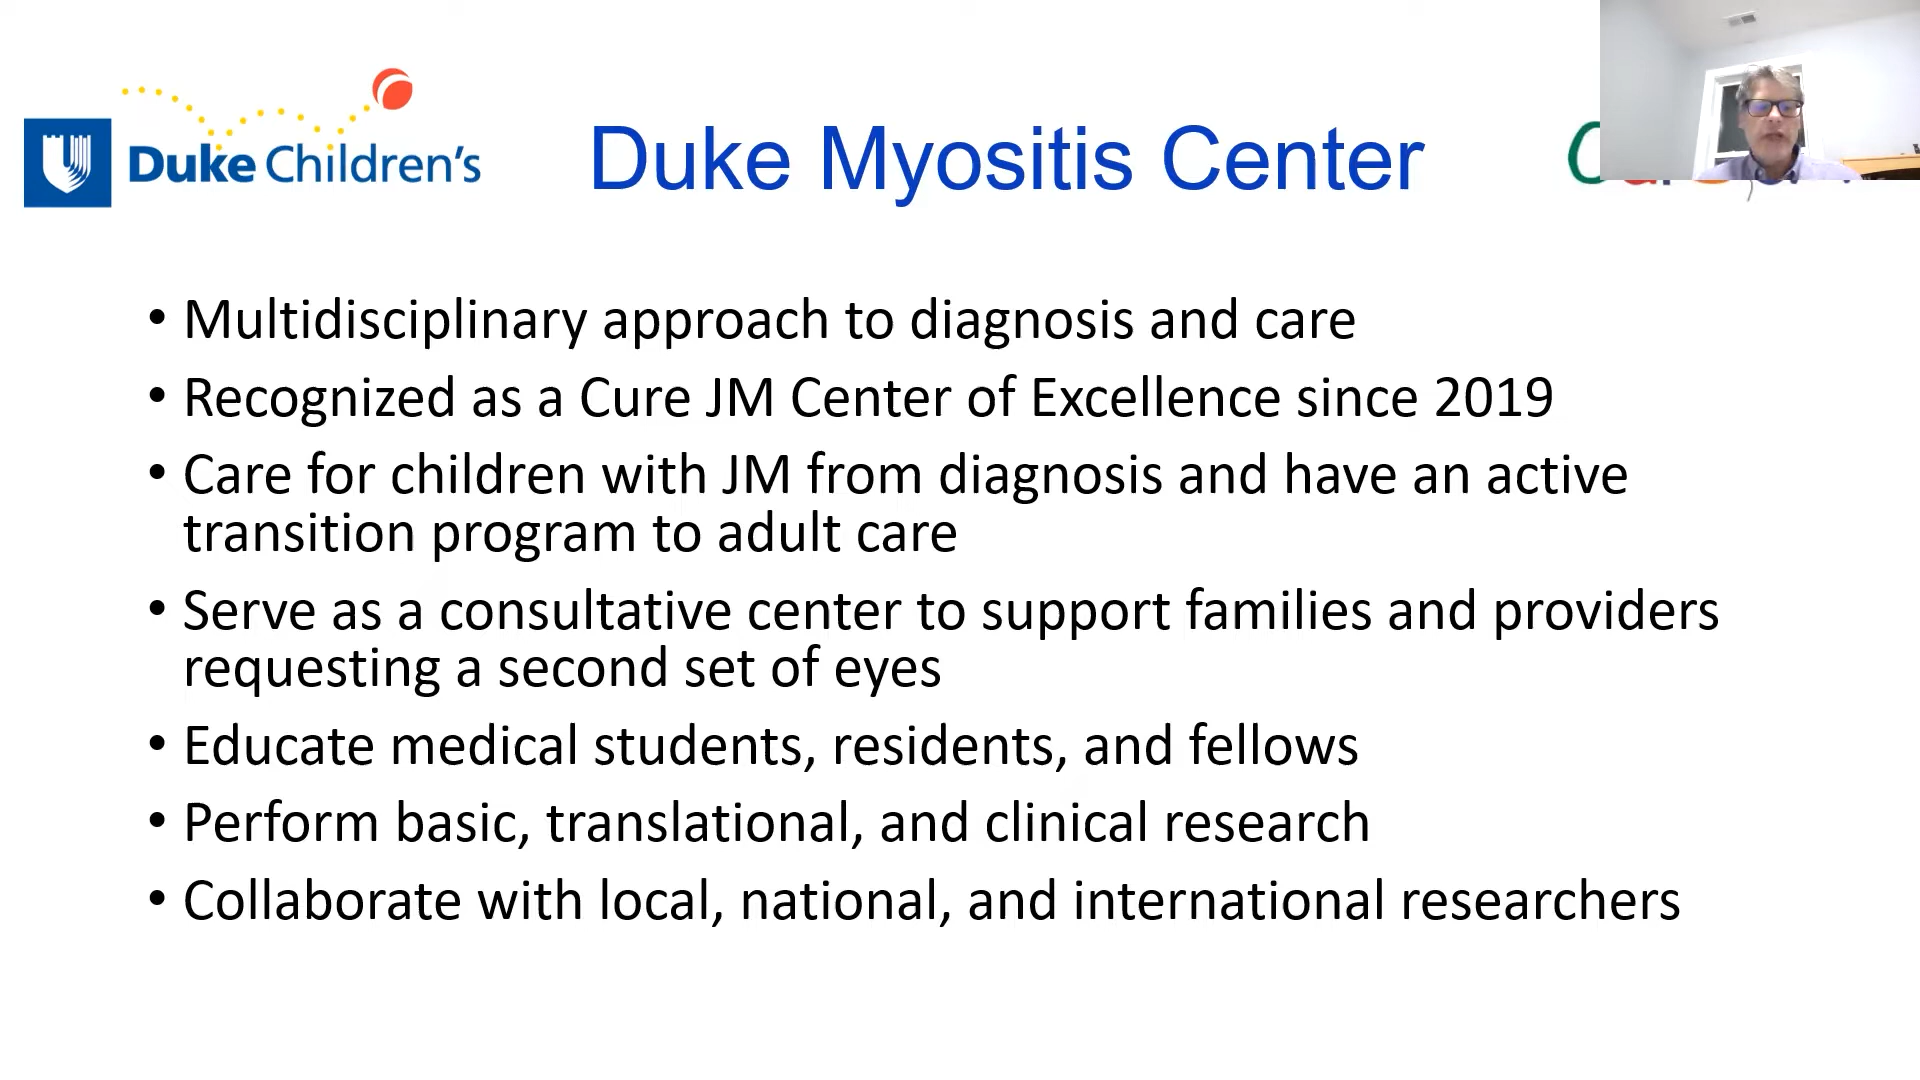 Duke Children's
Duke Myositis Center
• Multidisciplinary approach to diagnosis and care
• Recognized as a Cure JM Center of Excellence since 2019
• Care for children with JM from diagnosis and have an active
transition program to adult care
• Serve as a consultative center to support families and providers
requesting a second set of eyes
• Educate medical students, residents, and fellows
• Perform basic, translational, and clinical research
• Collaborate with local, national, and international researchers